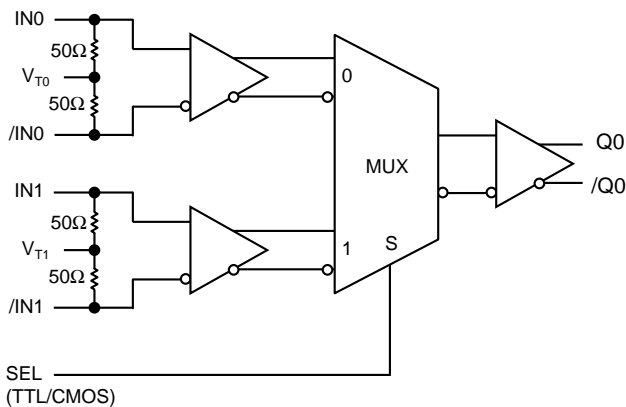 IN0
50Ω
VT0
50Ω
/IN0
0
MUX
Q0
/Q0
IN1
50Ω
VT1
50Ω
/IN1
1
S
SEL
(TTL/CMOS)